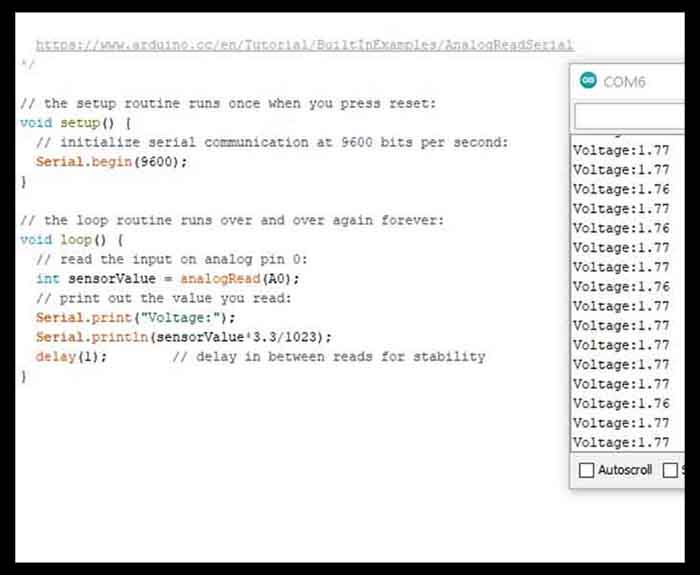 https://www.arduino.cc/en/Tutorial/BuiltInExamples/AnalogReadSerial
*/
// the setup routine runs once when you press reset:
void setup() {
  // initialize serial communication at 9600 bits per second:
  Serial.begin(9600);
}
// the loop routine runs over and over again forever:
void loop() {
  // read the input on analog pin 0:
  int sensorValue = analogRead(A0);
  // print out the value you read:
  Serial.print("Voltage:");
  Serial.println(sensorValue*3.3/1023);
  delay(1);        // delay in between reads for stability
}
COM6
Voltage:1.77
Voltage:1.77
Voltage:1.76
Voltage:1.77
Voltage:1.76
Voltage:1.77
Voltage:1.77
Voltage:1.76
Voltage:1.77
Voltage:1.77
Voltage:1.77
Voltage:1.77
Voltage:1.77
Voltage:1.76
Voltage:1.77
Voltage:1.77
Autoscroll